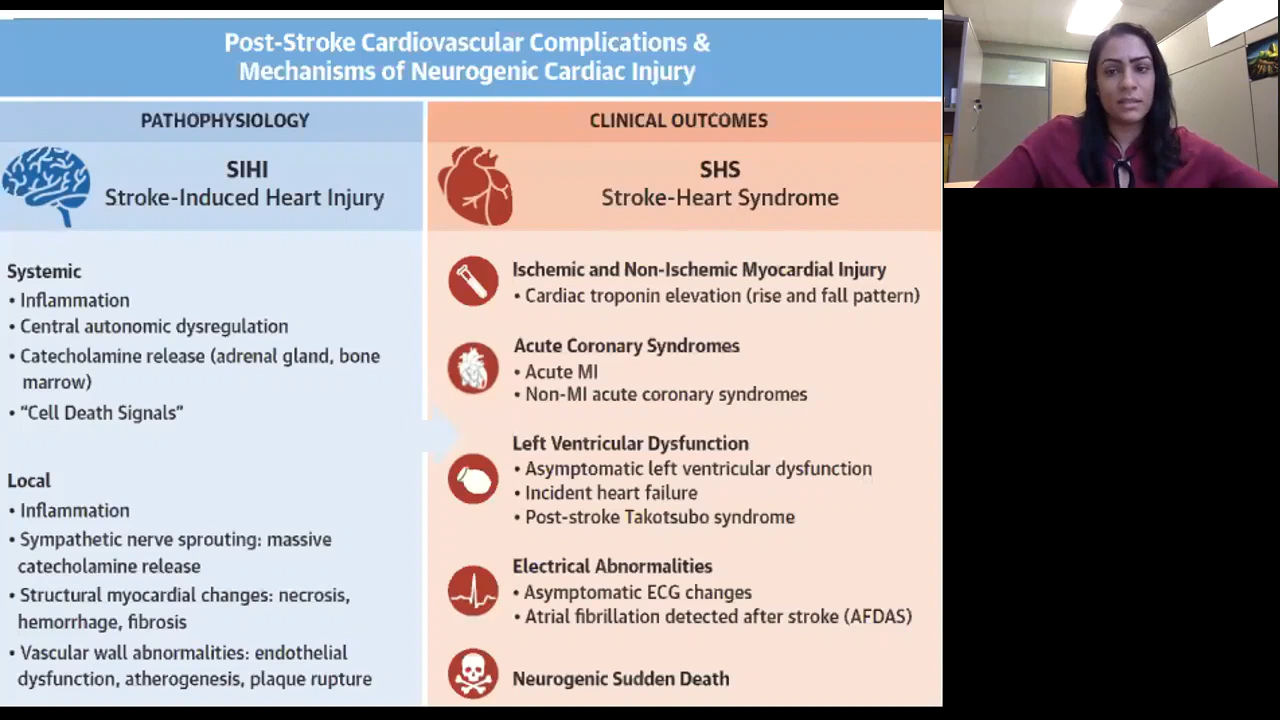 Post-Stroke Cardiovascular Complications &
Mechanisms of Neurogenic Cardiac Injury
PATHOPHYSIOLOGY
SIHI
Stroke-Induced Heart Injury
Systemic
• Inflammation
• Central autonomic dysregulation
• Catecholamine release (adrenal gland, bone
marrow)
• “Cell Death Signals”
Local
• Inflammation
• Sympathetic nerve sprouting: massive
catecholamine release
• Structural myocardial changes: necrosis,
hemorrhage, fibrosis
• Vascular wall abnormalities: endothelial
dysfunction, atherogenesis, plaque rupture
CLINICAL OUTCOMES
SHS
Stroke-Heart Syndrome
Ischemic and Non-Ischemic Myocardial Injury
• Cardiac troponin elevation (rise and fall pattern)
Acute Coronary Syndromes
• Acute MI
• Non-MI acute coronary syndromes
Left Ventricular Dysfunction
• Asymptomatic left ventricular dysfunction
• Incident heart failure
• Post-stroke Takotsubo syndrome
Electrical Abnormalities
• Asymptomatic ECG changes
• Atrial fibrillation detected after stroke (AFDAS)
Neurogenic Sudden Death